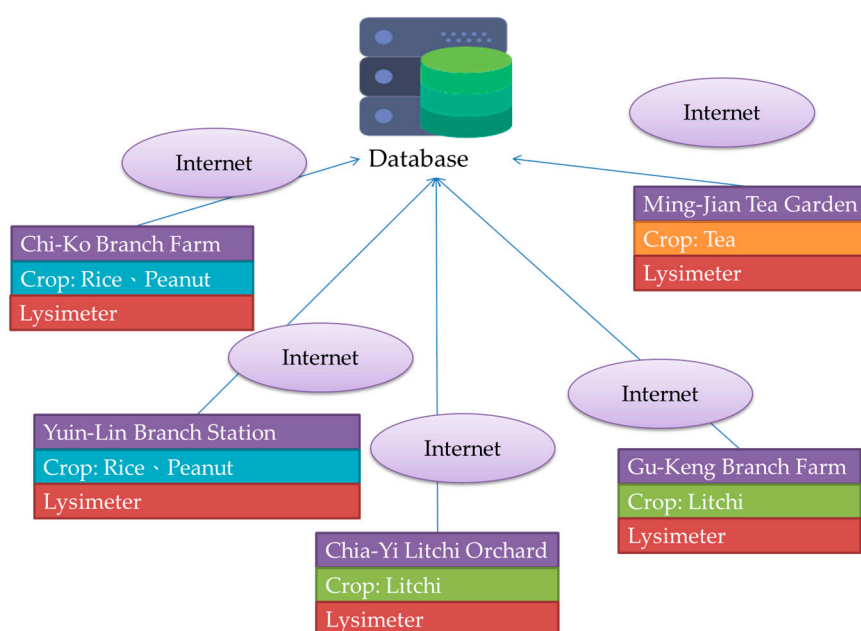 Internet
Database
Internet
Chi-Ko Branch Farm
Crop: Rice、Peanut
Lysimeter
Ming-Jian Tea Garden
Crop: Tea
Lysimeter
Internet
Yuin-Lin Branch Station
Crop: Rice、Peanut
Lysimeter
Internet
Chia-Yi Litchi Orchard
Crop: Litchi
Lysimeter
Internet
Gu-Keng Branch Farm
Crop: Litchi
Lysimeter